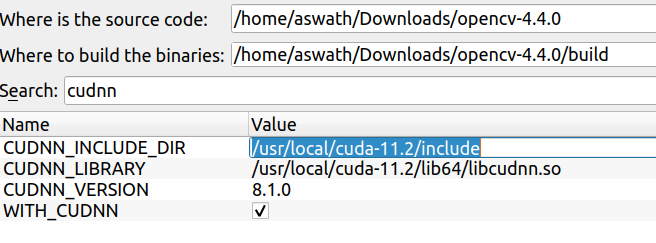 Where is the source code: /home/aswath/Downloads/opencv-4.4.0
Where to build the binaries: /home/aswath/Downloads/opencv-4.4.0/build
Search: cudnn
Name Value
CUDNN_INCLUDE_DIR /usr/local/cuda-11.2/include
CUDNN_LIBRARY /usr/local/cuda-11.2/lib64/libcudnn.so
CUDNN_VERSION 8.1.0
WITH_CUDNN